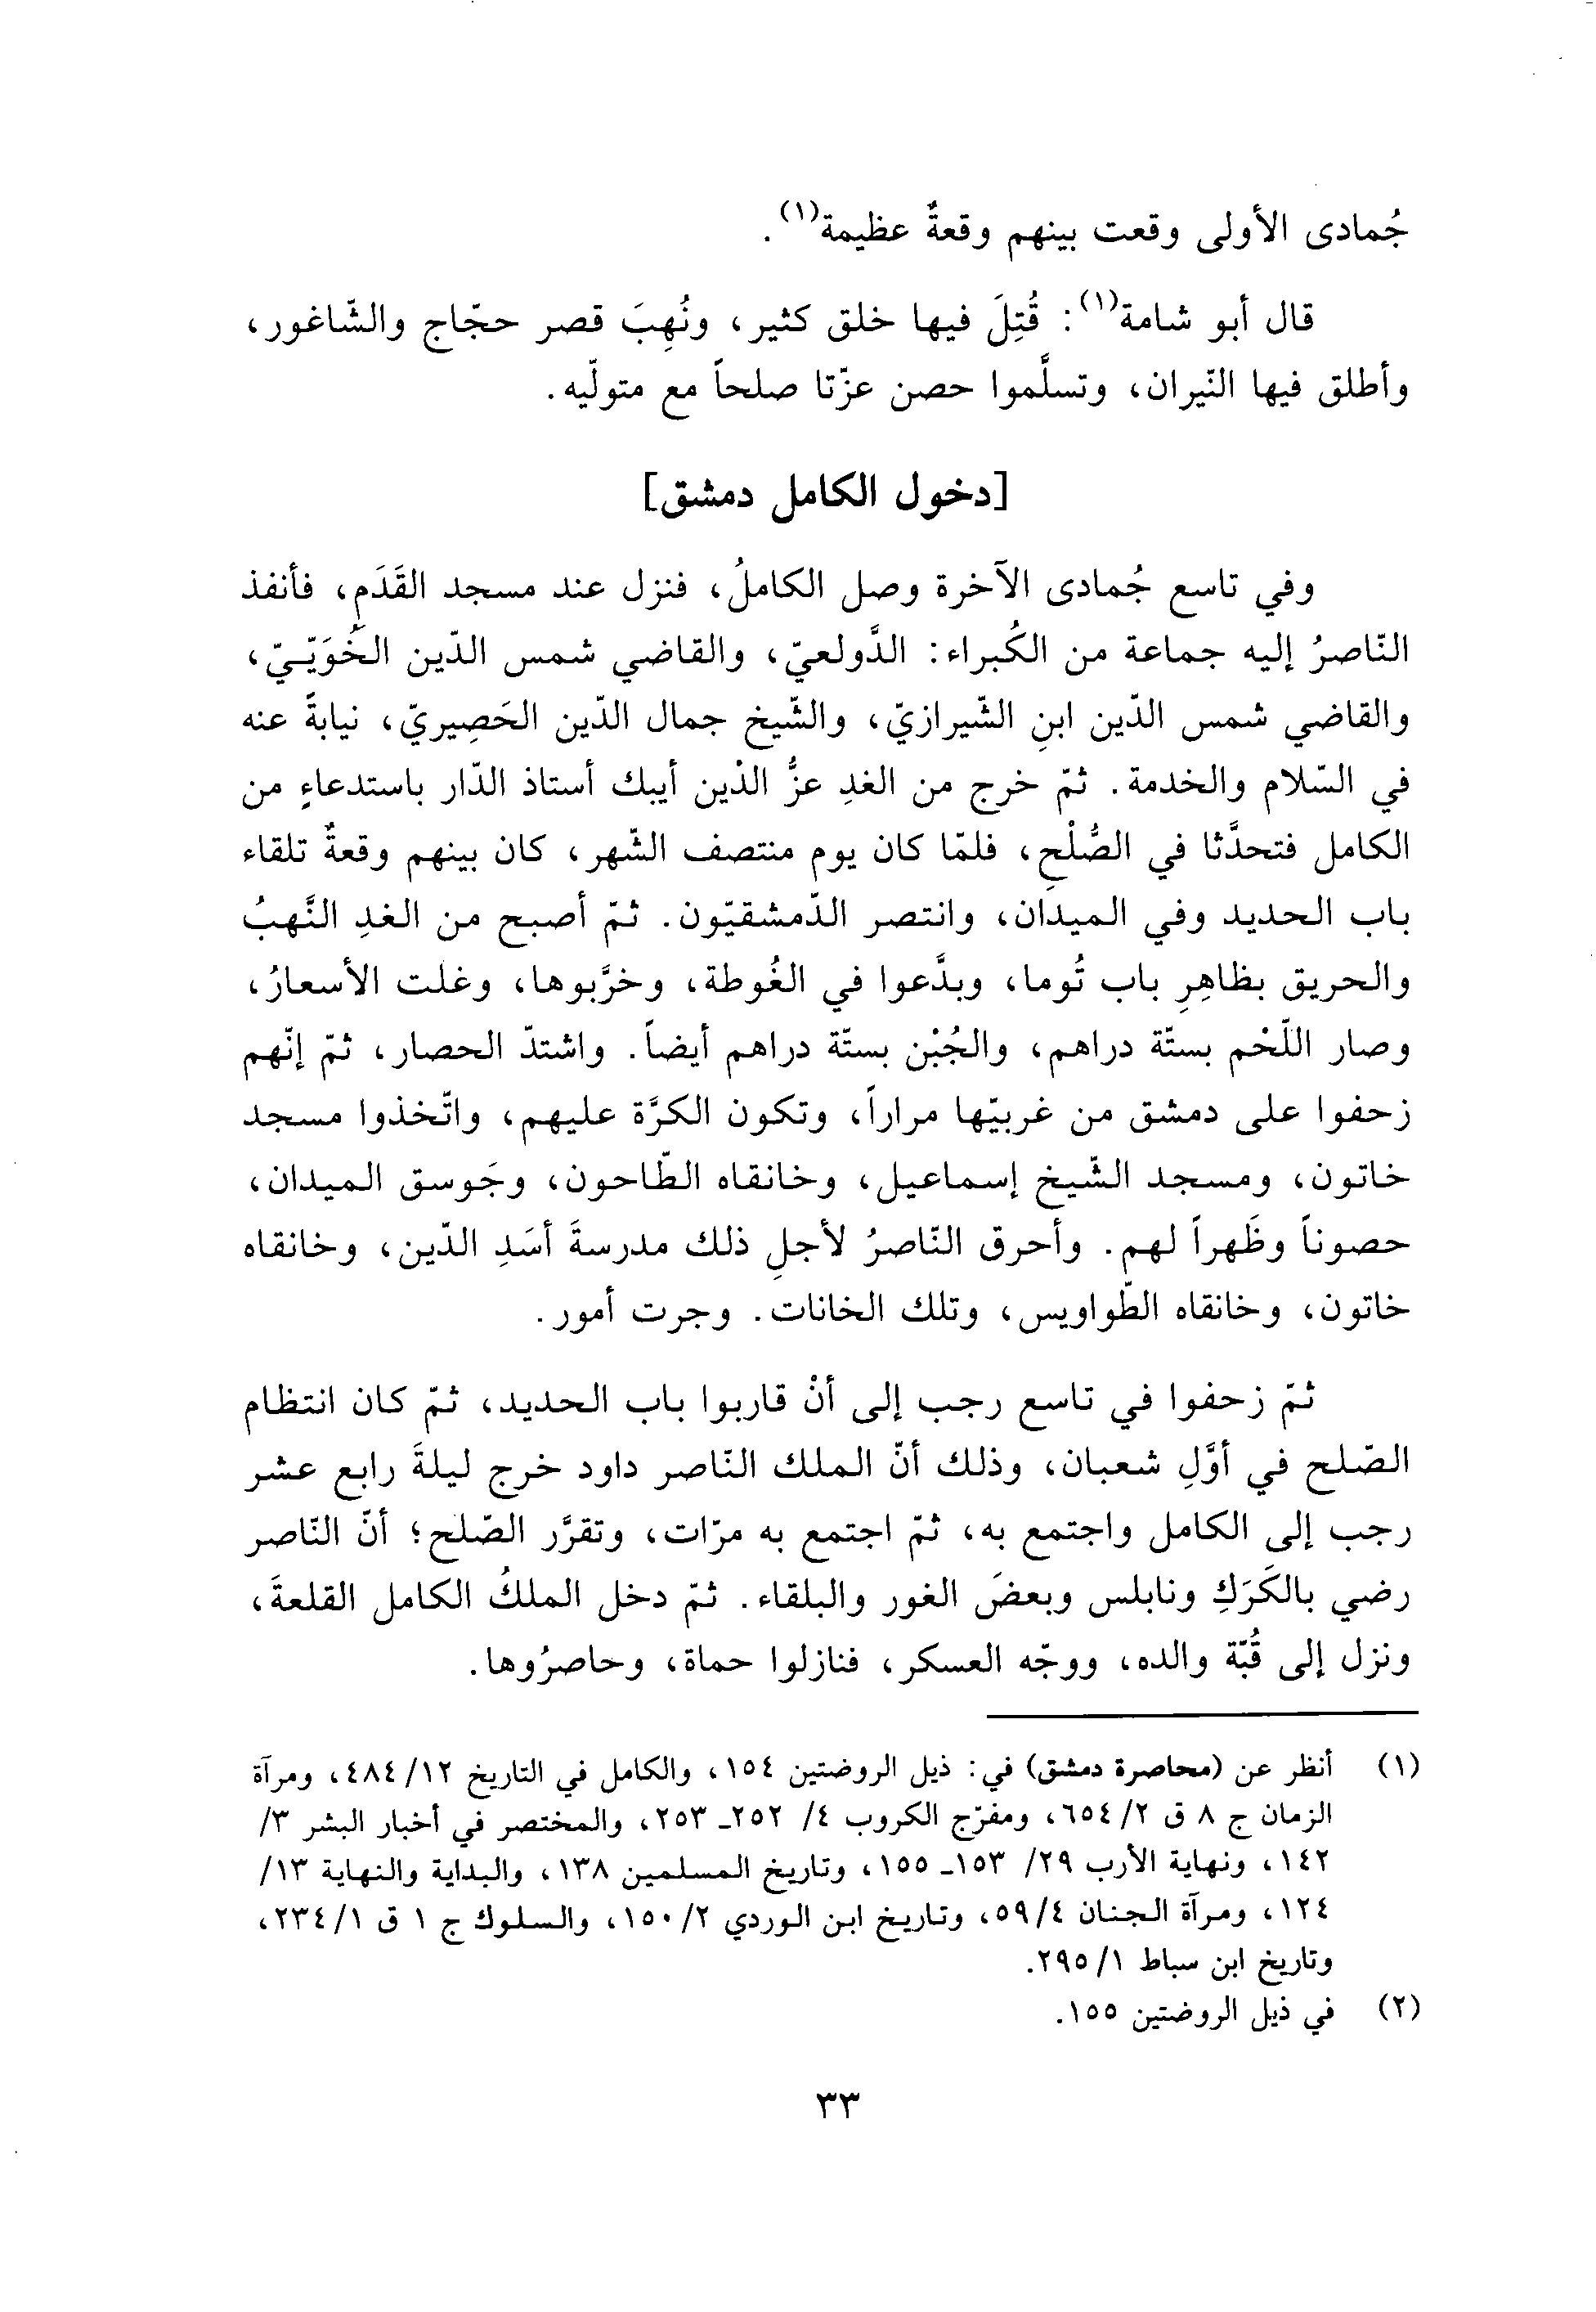 جُمادى الأولى وقعت بينهم وقعةٌ عظيمة(١).
قال أبو شامة(١): قُتِلَ فيها خلق كثير، ونُهِبَ قصر حجّاج والشّاغور،
وأطلق فيها النّيران، وتسلَّموا حصن عزّتا صلحاً مع متولّيه.
[دخول الكامل دمشق]
وفي تاسع جُمادى الآخرة وصل الكاملُ، فنزل عند مسجد القَدَمِ، فأنفذ
النّاصرُ إليه جماعة من الكُبراء: الدَّولعيّ، والقاضي شمس الدّين الخُوَيّيّ،
والقاضي شمس الدّين ابنِ الشّيرازيّ، والشّيخ جمال الدّين الحَصِيريّ، نيابةً عنه
في السّلام والخدمة. ثمّ خرج من الغدِ عزُّ الدّين أيبك أستاذ الدّار باستدعاءٍ من
الكامل فتحدَّثا في الصُّلْحِ، فلمّا كان يوم منتصف الشّهر، كان بينهم وقعةٌ تلقاء
باب الحديد وفي الميدان، وانتصر الدّمشقيّون. ثمّ أصبح من الغدِ النَّهبُ
والحريق بظاهِرِ باب تُوما، وبدَّعوا في الغُوطة، وخرَّبوها، وغلت الأسعارُ،
وصار اللّحْم بستّة دراهم، والجُبْن بستّة دراهم أيضاً. واشتدّ الحصار، ثمّ إنّهم
زحفوا على دمشق من غربيّها مراراً، وتكون الكرَّة عليهم، واتّخذوا مسجد
خاتون، ومسجد الشّيخ إسماعيل، وخانقاه الطّاحون، وجَوسق الميدان،
حصوناً وظَهراً لهم. وأحرق النّاصرُ لأجلِ ذلك مدرسةَ أسَدِ الدّين، وخانقاه
خاتون، وخانقاه الطّواويس، وتلك الخانات. وجرت أمور.
ثمّ زحفوا في تاسع رجب إلى أنْ قاربوا باب الحديد، ثمّ كان انتظام
الصّلح في أوَّلِ شعبان، وذلك أنّ الملك النّاصر داود خرج ليلةَ رابع عشر
رجب إلى الكامل واجتمع به، ثمّ اجتمع به مرّات، وتقرَّر الصّلح؛ أنّ النّاصر
رضي بالكَرَكِ ونابلس وبعضَ الغور والبلقاء. ثمّ دخل الملكُ الكامل القلعةَ،
ونزل إلى قُبّة والده، ووجّه العسكر، فنازلوا حماة، وحاصرُوها.
(١) أنظر عن (محاصرة دمشق) في: ذيل الروضتين ١٥٤، والكامل في التاريخ ١٢/ ٤٨٤، ومرآة
الزمان ج ٨ ق ٢/ ٦٥٤، ومفرّج الكروب ٤/ ٢٥٢ـ ٢٥٣، والمختصر في أخبار البشر ٣/
١٤٢، ونهاية الأرب ٢٩/ ١٥٣ـ ١٥٥، وتاريخ المسلمين ١٣٨، والبداية والنهاية ١٣/
١٢٤، ومرآة الجنان ٤/ ٥٩، وتاريخ ابن الوردي ٢/ ١٥٠، والسلوك ج ١ ق ١/ ٢٣٤،
وتاريخ ابن سباط ١/ ٢٩٥.
(٢) في ذيل الروضتين ١٥٥.
٣٣